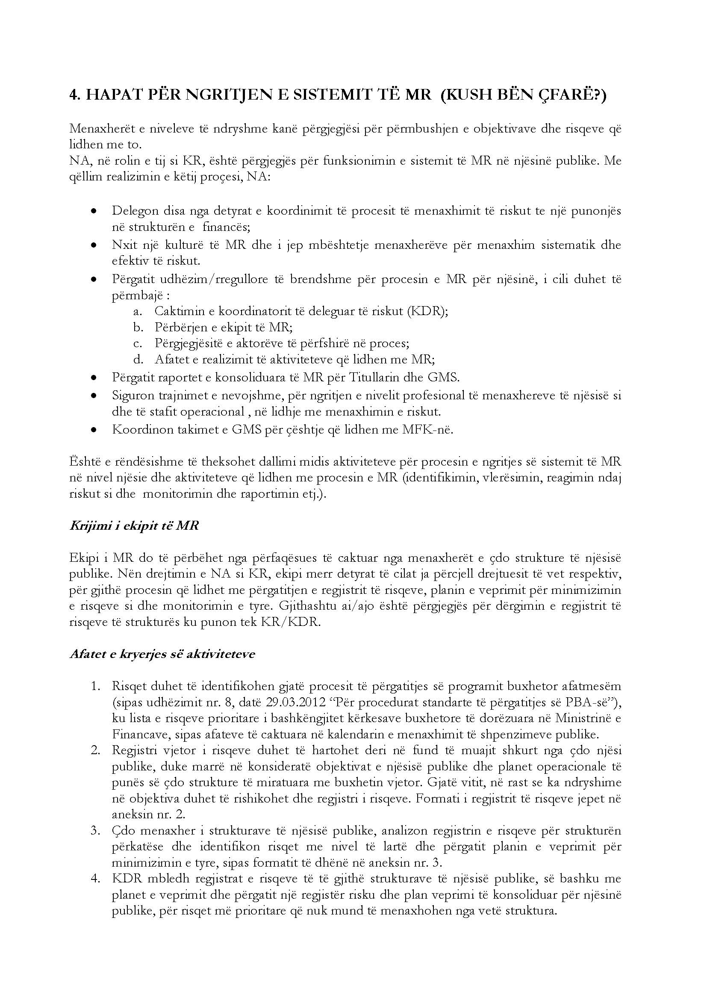 4. HAPAT PËR NGRITJEN E SISTEMIT TË MR (KUSH BËN ÇFARË?)
Menaxherët e niveleve të ndryshme kanë përgjegjësi për përmbushjen e objektivave dhe risqeve që
lidhen me to.
NA, në rolin e tij si KR, është përgjegjës për funksionimin e sistemit të MR në njësinë publike. Me
qëllim realizimin e këtij proçesi, NA:
• Delegon disa nga detyrat e koordinimit të procesit të menaxhimit të riskut te një punonjës
në strukturën e financës;
• Nxit një kulturë të MR dhe i jep mbështetje menaxherëve për menaxhim sistematik dhe
efektiv të riskut.
• Përgatit udhëzim/rregullore të brendshme për procesin e MR për njësinë, i cili duhet të
përmbajë :
a. Caktimin e koordinatorit të deleguar të riskut (KDR);
b. Përbërjen e ekipit të MR;
c. Përgjegjësitë e aktorëve të përfshirë në proces;
d. Afatet e realizimit të aktiviteteve që lidhen me MR;
• Përgatit raportet e konsoliduara të MR për Titullarin dhe GMS.
• Siguron trajnimet e nevojshme, për ngritjen e nivelit profesional të menaxhereve të njësisë si
dhe të stafit operacional , në lidhje me menaxhimin e riskut.
• Koordinon takimet e GMS për çështje që lidhen me MFK-në.
Është e rëndësishme të theksohet dallimi midis aktiviteteve për procesin e ngritjes së sistemit të MR
në nivel njësie dhe aktiviteteve që lidhen me procesin e MR (identifikimin, vlerësimin, reagimin ndaj
riskut si dhe monitorimin dhe raportimin etj.).
Krijimi i ekipit të MR
Ekipi i MR do të përbëhet nga përfaqësues të caktuar nga menaxherët e çdo strukture të njësisë
publike. Nën drejtimin e NA si KR, ekipi merr detyrat të cilat ja përcjell drejtuesit të vet respektiv,
për gjithë procesin që lidhet me përgatitjen e regjistrit të risqeve, planin e veprimit për minimizimin
e risqeve si dhe monitorimin e tyre. Gjithashtu ai/ajo është përgjegjës për dërgimin e regjistrit të
risqeve të strukturës ku punon tek KR/KDR.
Afatet e kryerjes së aktiviteteve
1. Risqet duhet të identifikohen gjatë procesit të përgatitjes së programit buxhetor afatmesëm
(sipas udhëzimit nr. 8, datë 29.03.2012 “Për procedurat standarte të përgatitjes së PBA-së”),
ku lista e risqeve prioritare i bashkëngjitet kërkesave buxhetore të dorëzuara në Ministrinë e
Financave, sipas afateve të caktuara në kalendarin e menaxhimit të shpenzimeve publike.
2. Regjistri vjetor i risqeve duhet të hartohet deri në fund të muajit shkurt nga çdo njësi
publike, duke marrë në konsideratë objektivat e njësisë publike dhe planet operacionale të
punës së çdo strukture të miratuara me buxhetin vjetor. Gjatë vitit, në rast se ka ndryshime
në objektiva duhet të rishikohet dhe regjistri i risqeve. Formati i regjistrit të risqeve jepet në
aneksin nr. 2.
3. Çdo menaxher i strukturave të njësisë publike, analizon regjistrin e risqeve për strukturën
përkatëse dhe identifikon risqet me nivel të lartë dhe përgatit planin e veprimit për
minimizimin e tyre, sipas formatit të dhënë në aneksin nr. 3.
4. KDR mbledh regjistrat e risqeve të të gjithë strukturave të njësisë publike, së bashku me
planet e veprimit dhe përgatit një regjistër risku dhe plan veprimi të konsoliduar për njësinë
publike, për risqet më prioritare që nuk mund të menaxhohen nga vetë struktura.